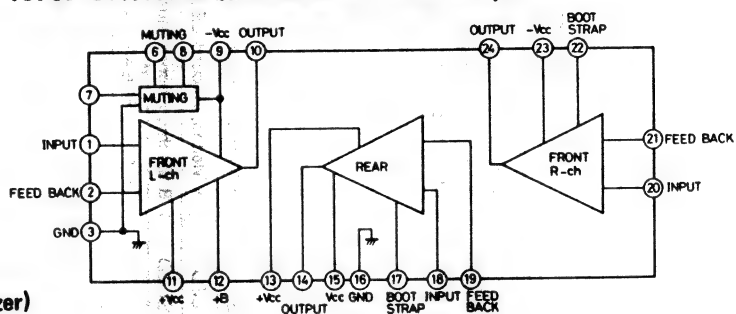 MUTING -Vcc OUTPUT
6 8 9 10
OUTPUT -Vcc BOOT STRAP
24 23 22
7
MUTING
INPUT 1
FRONT
L-ch
FEED BACK 2
GND 3
REAR
FRONT
R-ch
21 FEED BACK
20 INPUT
11 12 13 14 15 16 17 18 19
+Vcc +B +Vcc OUTPUT Vcc GND BOOT STRAP INPUT FEED BACK
zer)